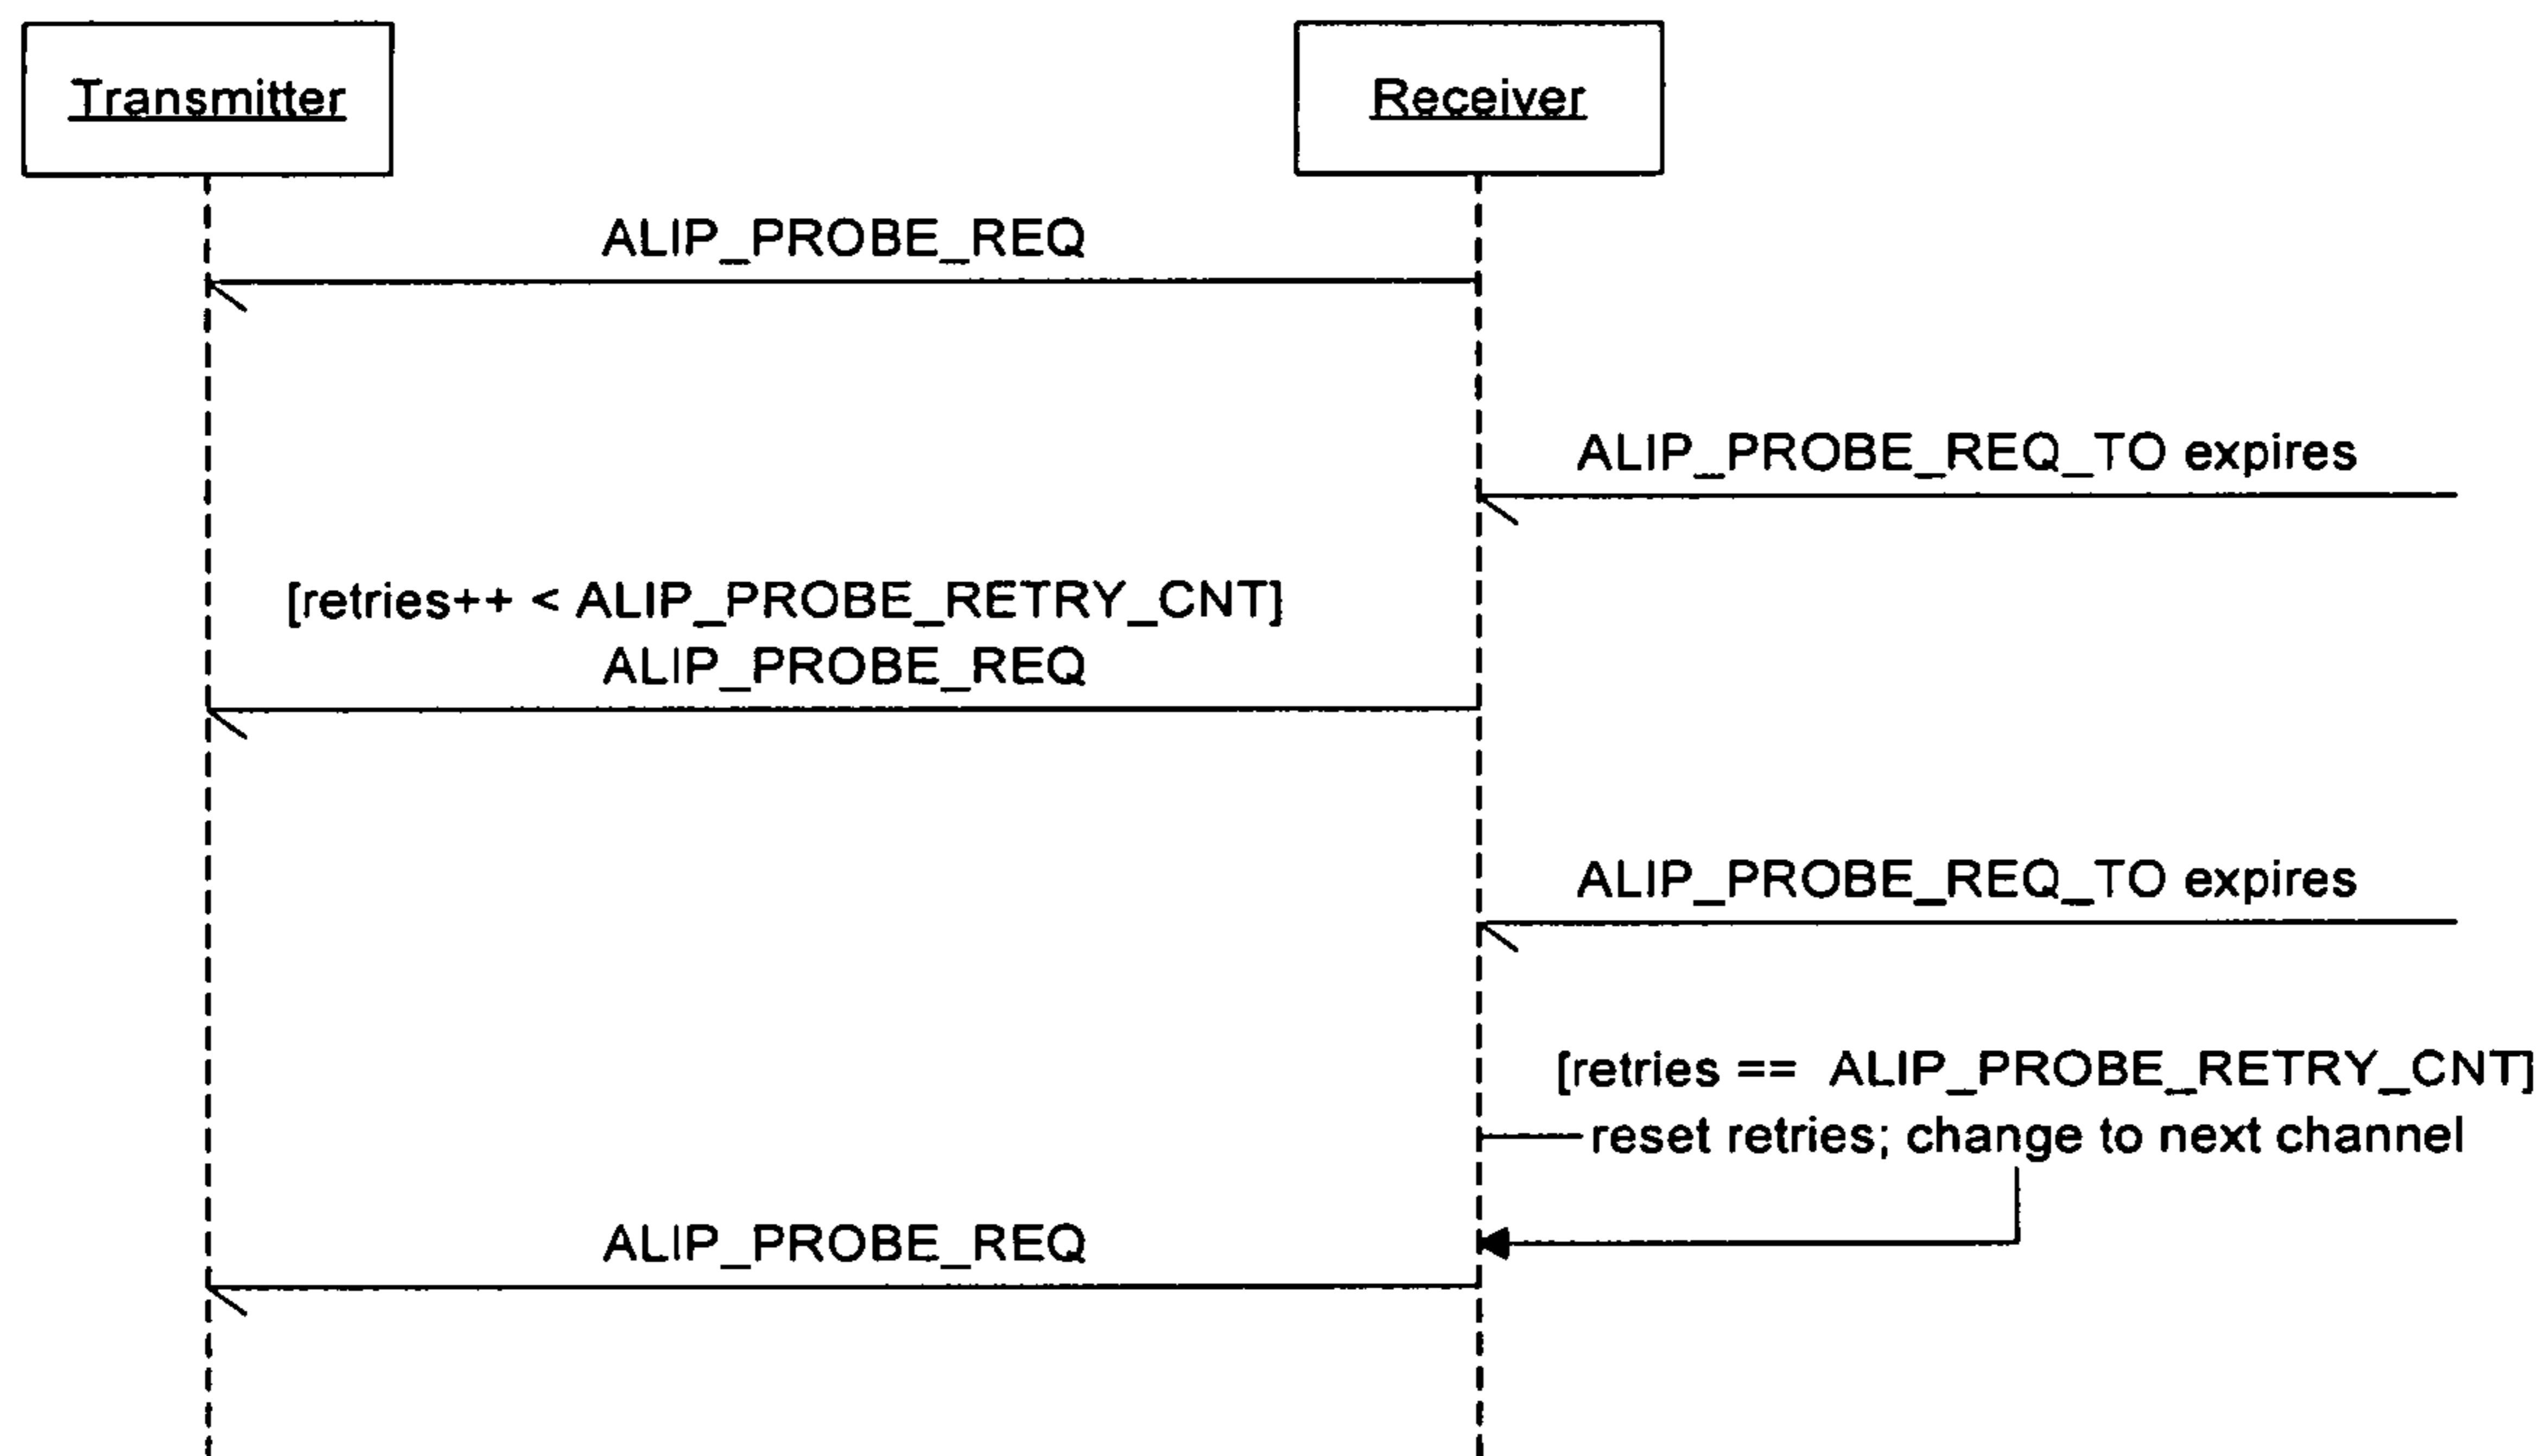 Transmitter
Receiver
ALIP_PROBE_REQ
ALIP_PROBE_REQ_TO expires
[retries++ < ALIP_PROBE_RETRY_CNT]
ALIP_PROBE_REQ
ALIP_PROBE_REQ_TO expires
[retries == ALIP_PROBE_RETRY_CNT]
reset retries; change to next channel
ALIP_PROBE_REQ